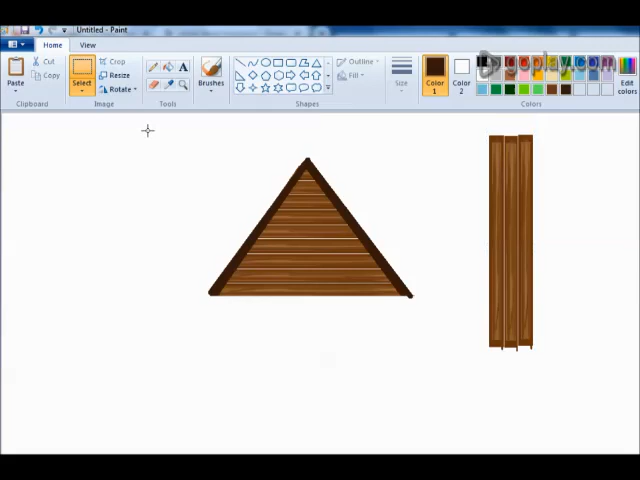 Untitled - Paint
Home View
Paste
Cut
Copy
Clipboard
Select
Crop
Resize
Rotate
Image
A
Tools
Brushes
Shapes
Outline
Fill
Size
Color 1
Color 2
Colors
Edit colors